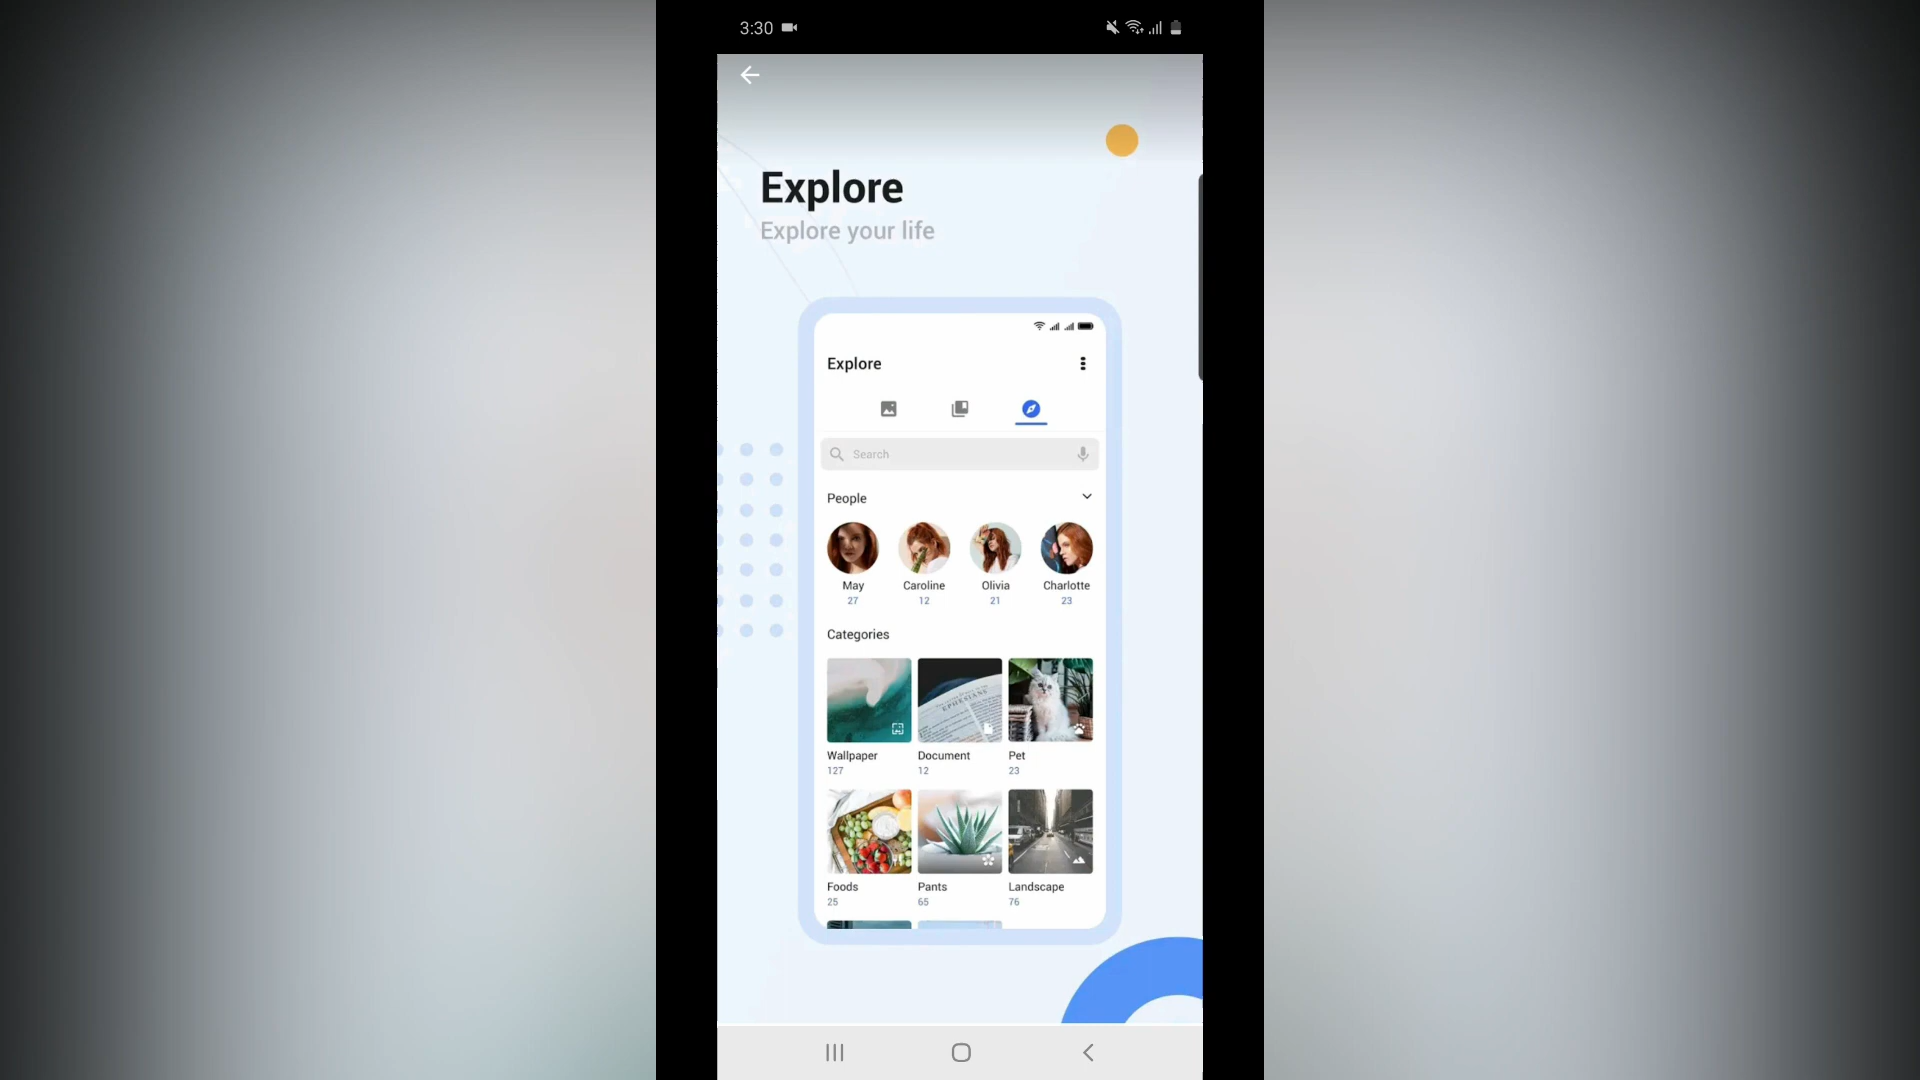 3:30
Explore
Explore your life
Explore
Search
People
May
Caroline
Olivia
Charlotte
27
12
21
23
Categories
EPHESIANS
Wallpaper
Document
Pet
127
12
23
Foods
Pants
Landscape
25
65
76